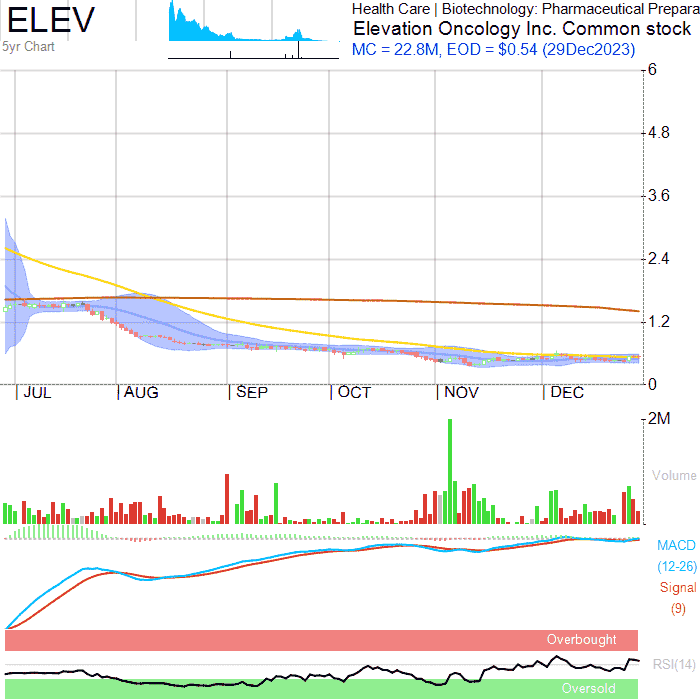 ELEV
5yr Chart
Health Care | Biotechnology: Pharmaceutical Prepara
Elevation Oncology Inc. Common stock
MC = 22.8M, EOD = $0.54 (29Dec2023)
6
4.8
3.6
2.4
1.2
0
JUL
AUG
SEP
OCT
NOV
DEC
2M
Volume
MACD
(12-26)
Signal
(9)
Overbought
RSI(14)
Oversold